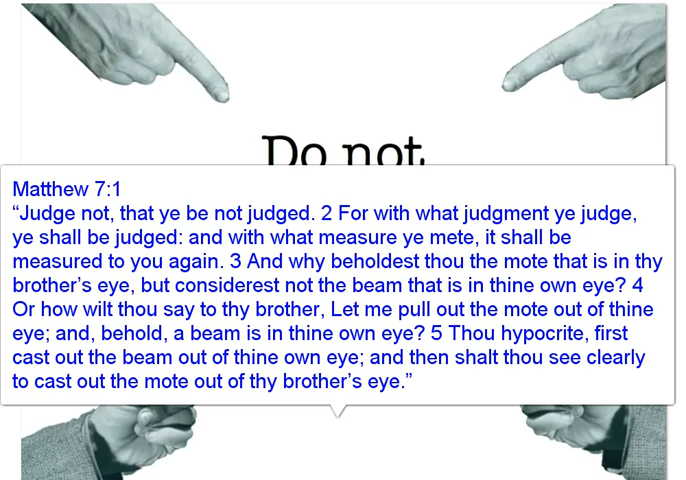 Do not
Matthew 7:1
“Judge not, that ye be not judged. 2 For with what judgment ye judge,
ye shall be judged: and with what measure ye mete, it shall be
measured to you again. 3 And why beholdest thou the mote that is in thy
brother’s eye, but considerest not the beam that is in thine own eye? 4
Or how wilt thou say to thy brother, Let me pull out the mote out of thine
eye; and, behold, a beam is in thine own eye? 5 Thou hypocrite, first
cast out the beam out of thine own eye; and then shalt thou see clearly
to cast out the mote out of thy brother’s eye.”